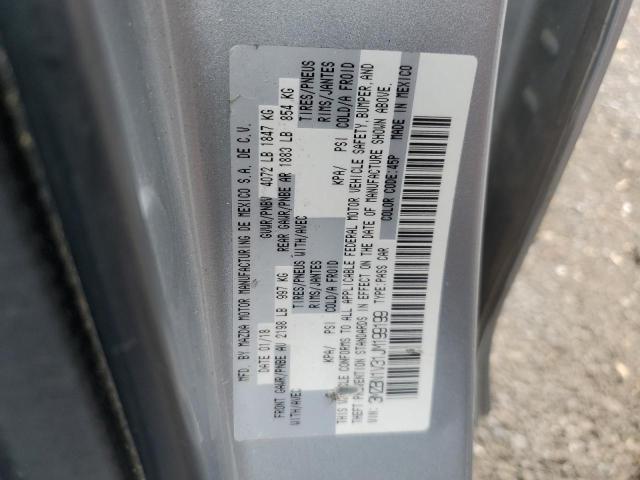 MFD. BY MAZDA MOTOR MANUFACTURING DE MEXICO S.A. DE C.V.
DATE 01/18 GVWR/PNBV 4072 LB 1847 KG
FRONT GAWR/PNBE AV 2198 LB 997 KG REAR GAWR/PNBE AR 1883 LB 854 KG
WITH/AVEC TIRES/PNEUS WITH/AVEC TIRES/PNEUS
RIMS/JANTES RIMS/JANTES
KPA/ PSI COLD/A FROID KPA/ PSI COLD/A FROID
THIS VEHICLE CONFORMS TO ALL APPLICABLE FEDERAL MOTOR VEHICLE SAFETY, BUMPER, AND
THEFT PREVENTION STANDARDS IN EFFECT ON THE DATE OF MANUFACTURE SHOWN ABOVE.
VIN: 3MZBN1V31JM199199 TYPE: PASS CAR COLOR CODE: 45P MADE IN MEXICO